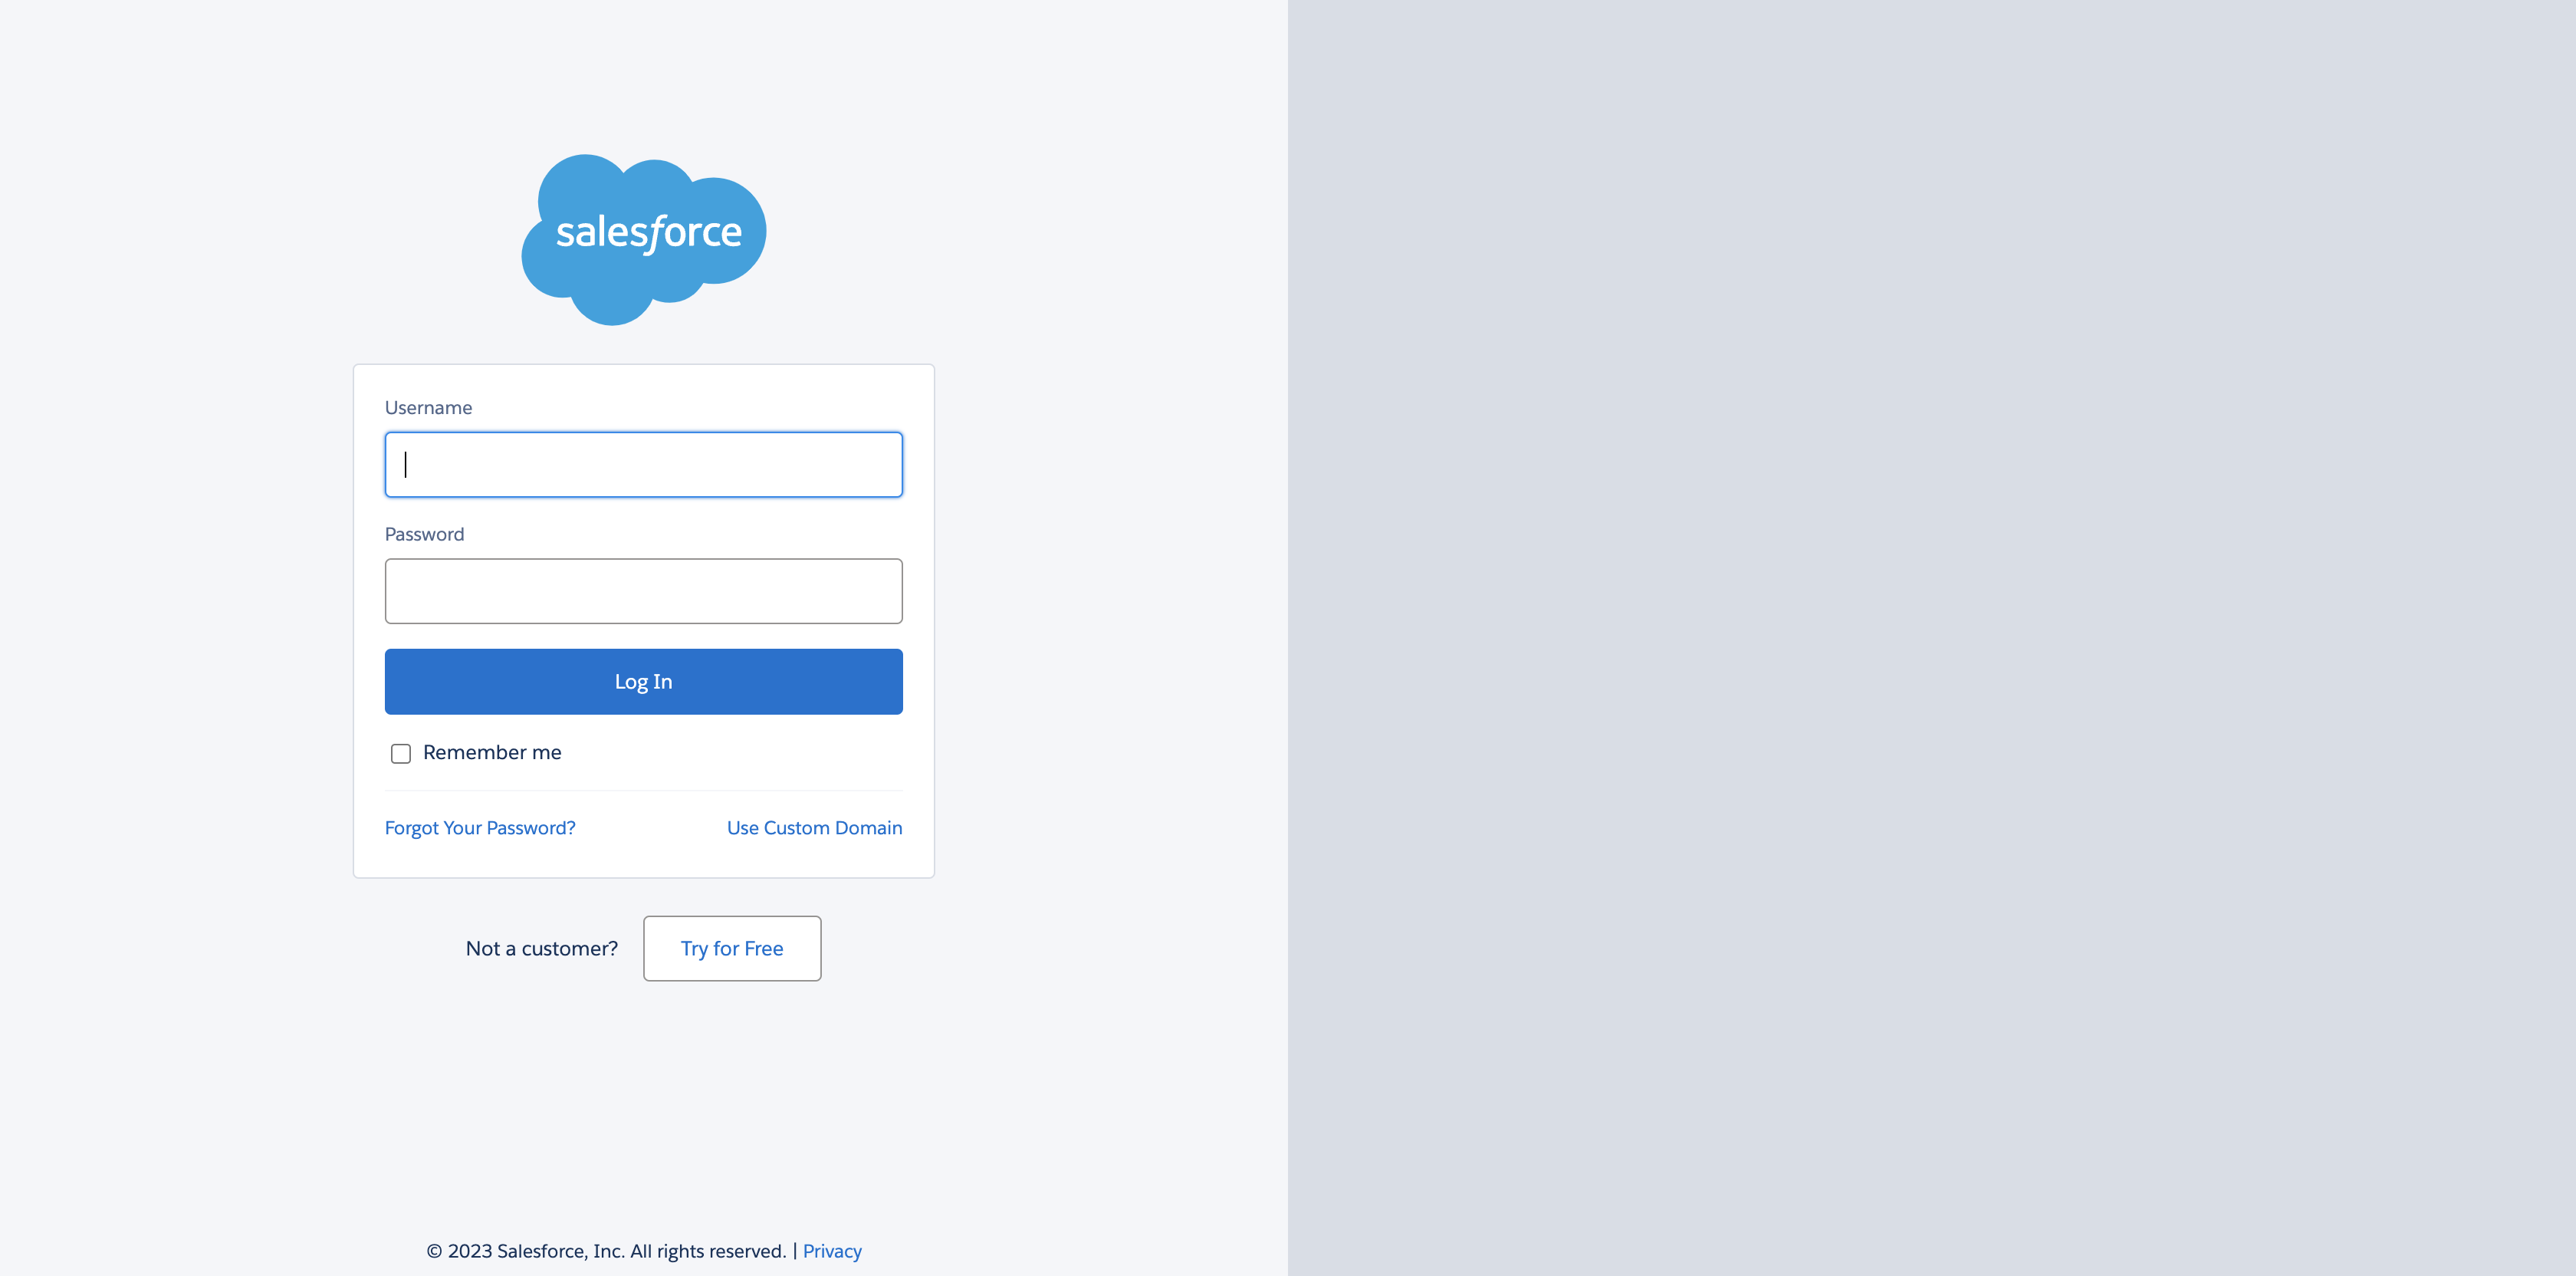 salesforce
Username
Password
Log In
Remember me
Forgot Your Password? Use Custom Domain
Not a customer? Try for Free
© 2023 Salesforce, Inc. All rights reserved. | Privacy